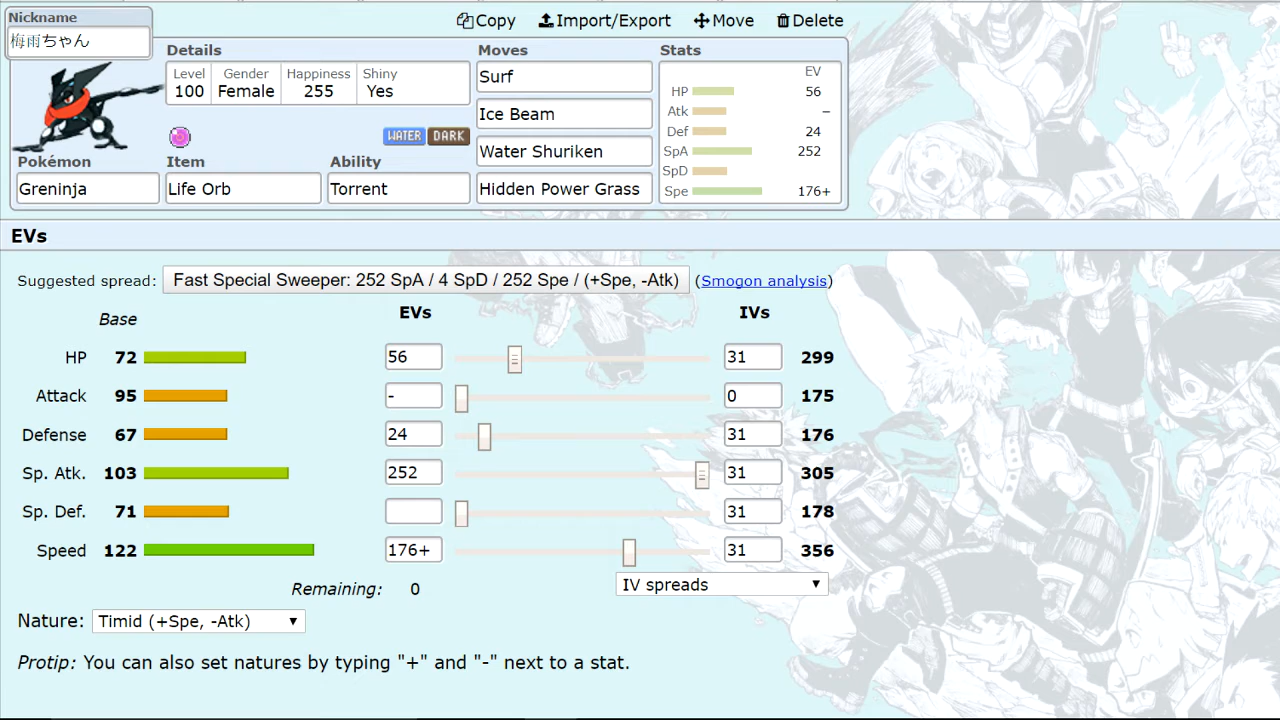 Nickname
梅雨ちゃん
Copy Import/Export Move Delete
Details
Level Gender Happiness Shiny
100 Female 255 Yes
WATER DARK
Pokémon Item Ability
Greninja Life Orb Torrent
Moves
Surf
Ice Beam
Water Shuriken
Hidden Power Grass
Stats
EV
HP 56
Atk –
Def 24
SpA 252
SpD
Spe 176+
EVs
Suggested spread: Fast Special Sweeper: 252 SpA / 4 SpD / 252 Spe / (+Spe, -Atk) (Smogon analysis)
Base EVs IVs
HP 72 56 31 299
Attack 95 - 0 175
Defense 67 24 31 176
Sp. Atk. 103 252 31 305
Sp. Def. 71 31 178
Speed 122 176+ 31 356
Remaining: 0 IV spreads
Nature: Timid (+Spe, -Atk)
Protip: You can also set natures by typing "+" and "-" next to a stat.